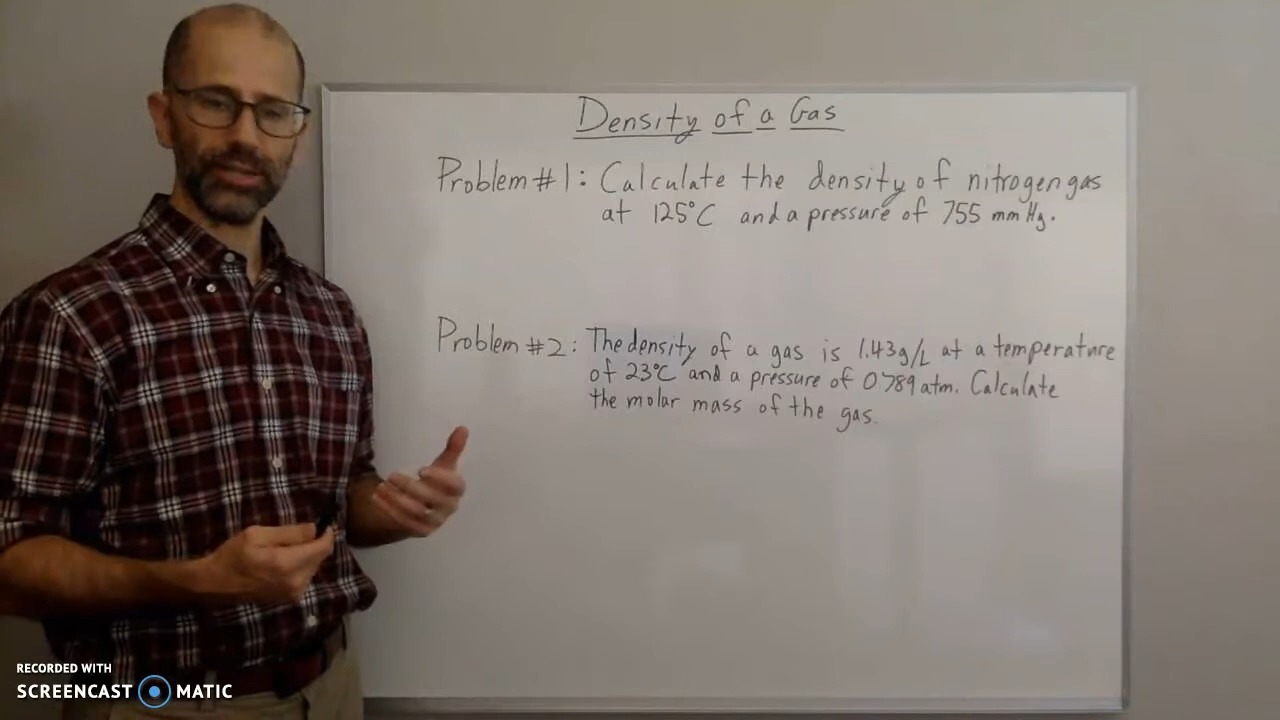 Density of a Gas
Problem #1: Calculate the density of nitrogen gas
at 125°C and a pressure of 755 mmHg.
Problem #2: The density of a gas is 1.43g/L at a temperature
of 23°C and a pressure of 0.789 atm. Calculate
the molar mass of the gas.
RECORDED WITH
SCREENCAST MATIC